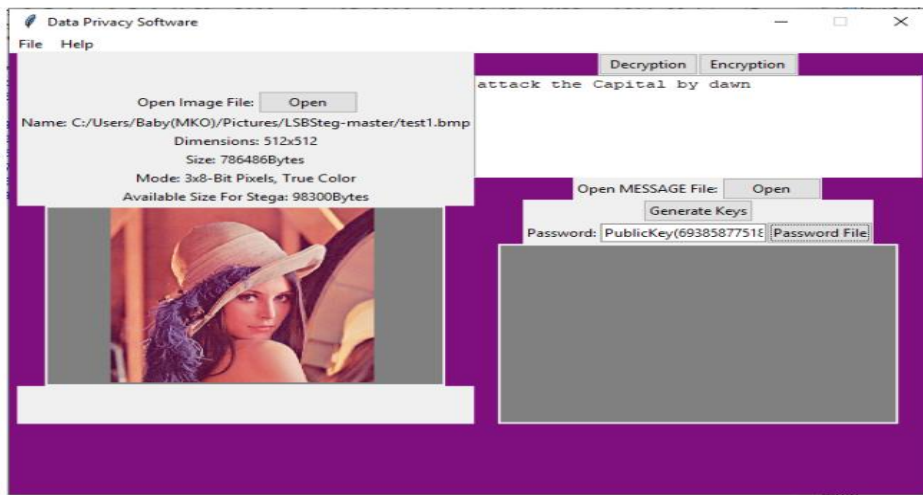 Data Privacy Software
File Help
Decryption Encryption
attack the Capital by dawn
Open Image File: Open
Name: C:/Users/Baby(MKO)/Pictures/LSBSteg-master/test1.bmp
Dimensions: 512x512
Size: 786486Bytes
Mode: 3x8-Bit Pixels, True Color
Available Size For Stega: 98300Bytes
Open MESSAGE File: Open
Generate Keys
Password: PublicKey(69385877518 Password File